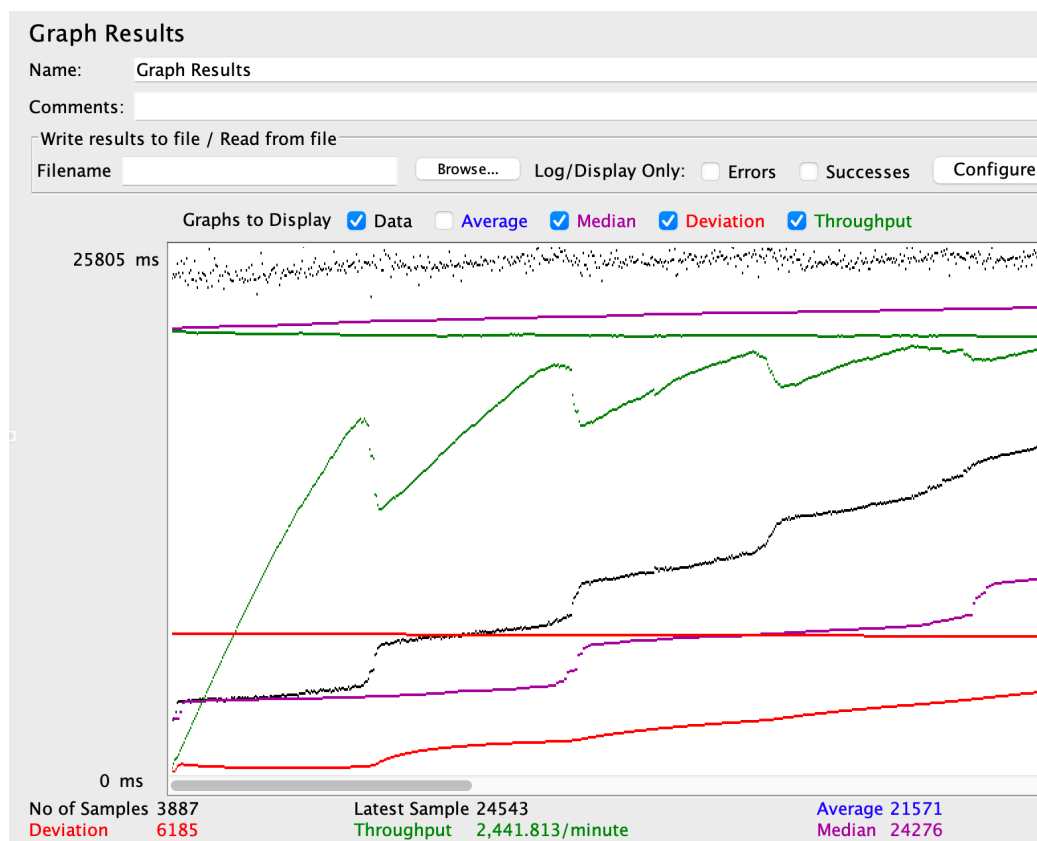 Graph Results
Name: Graph Results
Comments:
Write results to file / Read from file
Filename Browse... Log/Display Only: Errors Successes Configure
Graphs to Display Data Average Median Deviation Throughput
25805 ms
0 ms
No of Samples 3887 Latest Sample 24543 Average 21571
Deviation 6185 Throughput 2,441.813/minute Median 24276